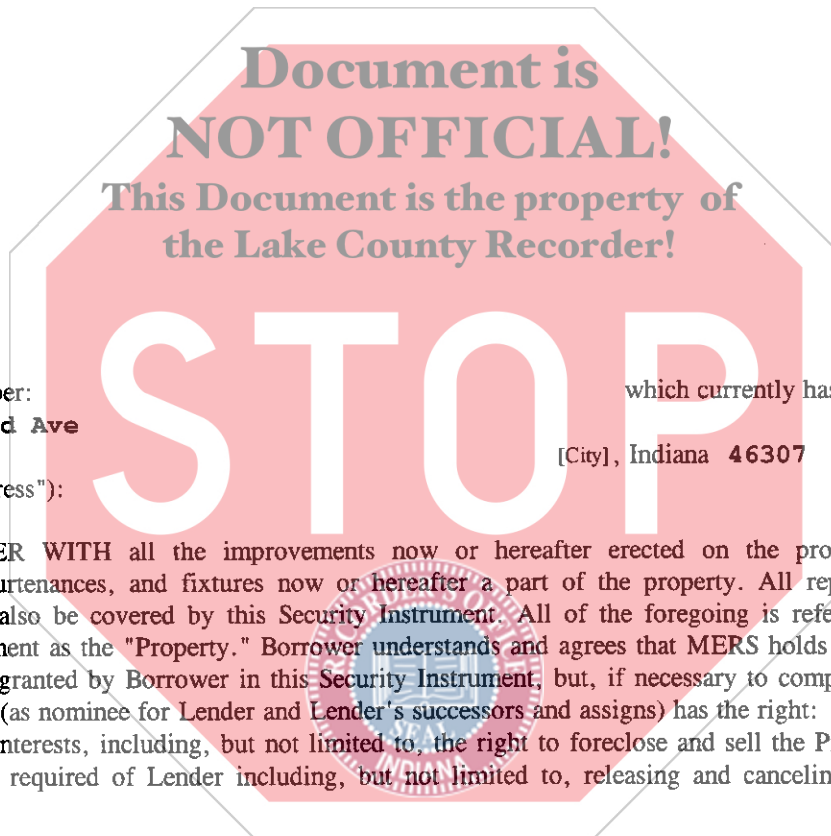 Document is
NOT OFFICIAL!
This Document is the property of
the Lake County Recorder!
STOP
per: which currently has
d Ave
[City], Indiana 46307
ress"):
ER WITH all the improvements now or hereafter erected on the pro
urtenances, and fixtures now or hereafter a part of the property. All rep
also be covered by this Security Instrument. All of the foregoing is refe
nent as the "Property." Borrower understands and agrees that MERS holds
granted by Borrower in this Security Instrument, but, if necessary to comp
(as nominee for Lender and Lender's successors and assigns) has the right:
nterests, including, but not limited to, the right to foreclose and sell the P
required of Lender including, but not limited to, releasing and cancelin
SEAL
INDIANA